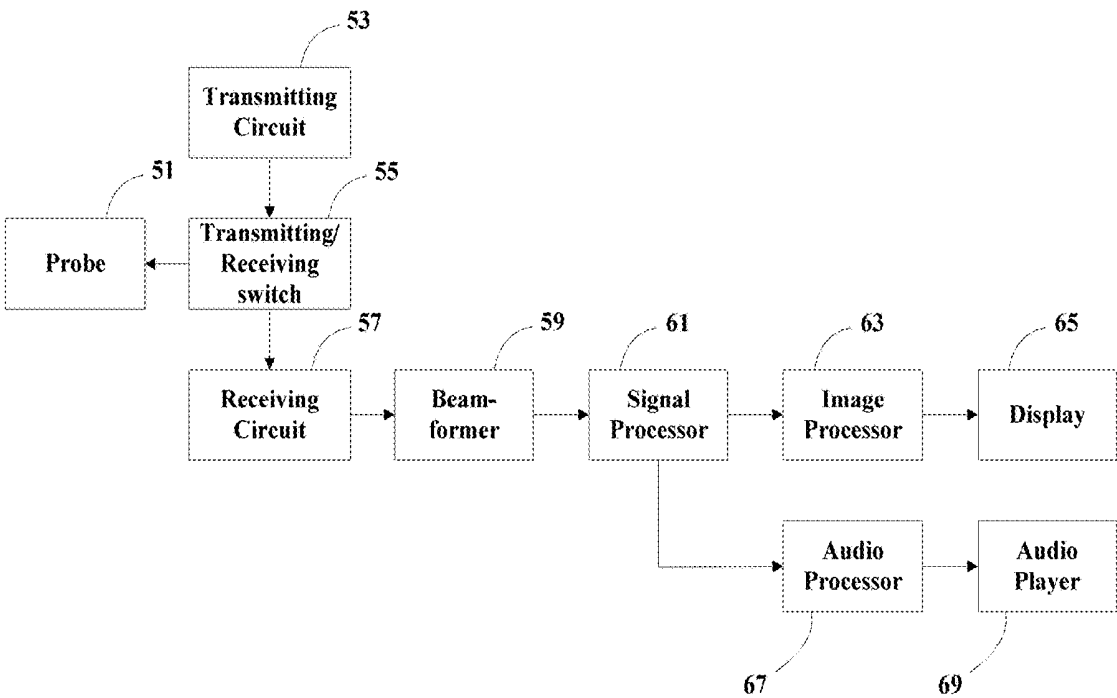 53
Transmitting
Circuit
51
55
Probe
Transmitting/
Receiving
switch
57
59
61
63
65
Receiving
Circuit
Beam-
former
Signal
Processor
Image
Processor
Display
Audio
Processor
Audio
Player
67
69